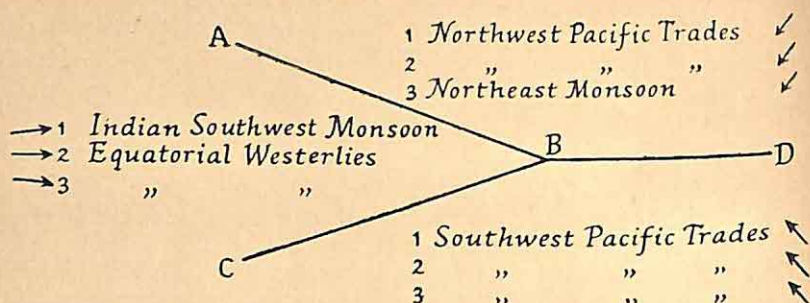 A
1 Northwest Pacific Trades
2 ,, ,, ,,
3 Northeast Monsoon
1 Indian Southwest Monsoon
2 Equatorial Westerlies
3 ,, ,,
B
D
C
1 Southwest Pacific Trades
2 ,, ,, ,,
3 ,, ,, ,,